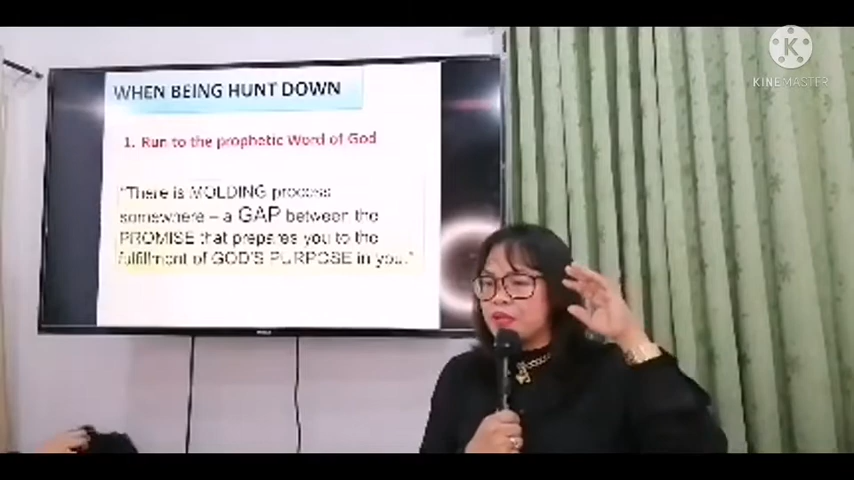 WHEN BEING HUNT DOWN
1. Run to the prophetic Word of God
"There is MOLDING process
somewhere – a GAP between the
PROMISE that prepares you to the
fulfillment of GOD'S PURPOSE in you."
K
KINEMASTER